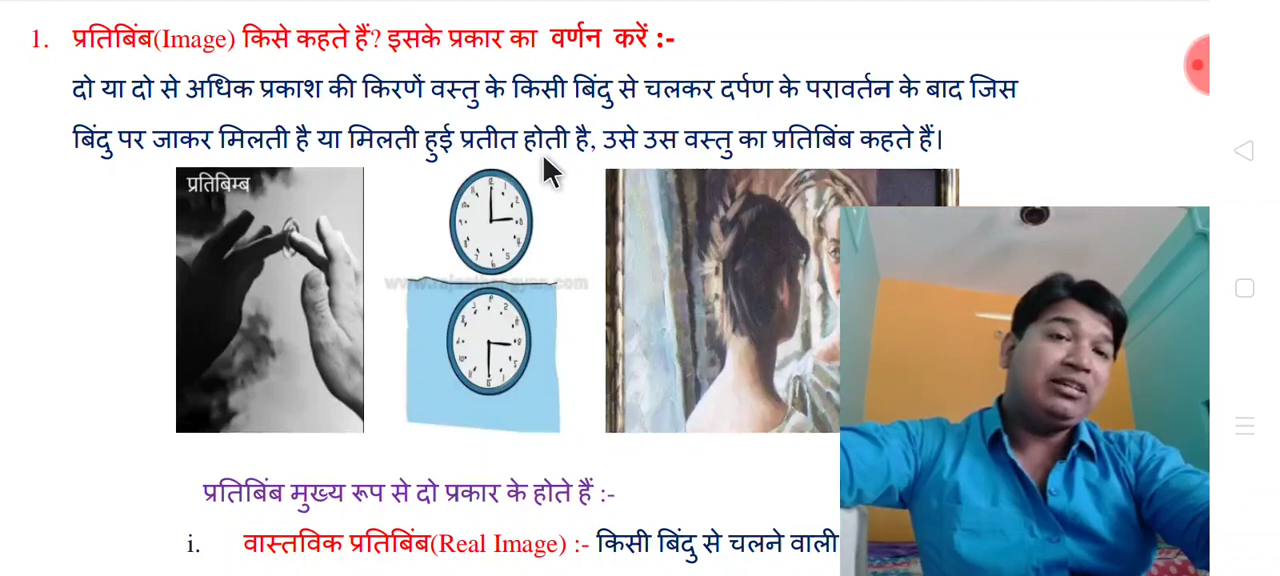 1. प्रतिबिंब(Image) किसे कहते हैं? इसके प्रकार का वर्णन करें :-
दो या दो से अधिक प्रकाश की किरणें वस्तु के किसी बिंदु से चलकर दर्पण के परावर्तन के बाद जिस
बिंदु पर जाकर मिलती है या मिलती हुई प्रतीत होती है, उसे उस वस्तु का प्रतिबिंब कहते हैं।
प्रतिबिम्ब
प्रतिबिंब मुख्य रूप से दो प्रकार के होते हैं :-
i. वास्तविक प्रतिबिंब(Real Image) :- किसी बिंदु से चलने वाली